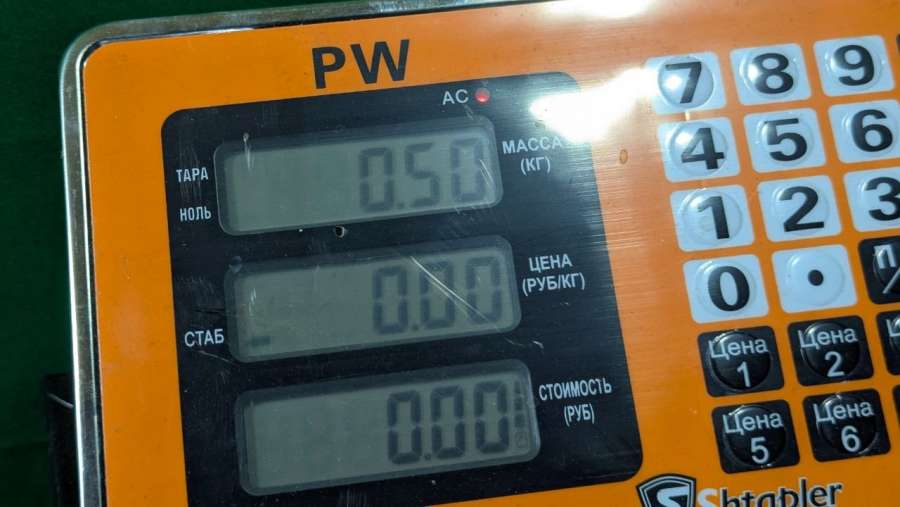 PW
AC
ТАРА
НОЛЬ
0.50
МАССА
(КГ)
СТАБ
0.00
ЦЕНА
(РУБ/КГ)
0.00
СТОИМОСТЬ
(РУБ)
7 8 9
4 5 6
1 2 3
0 •
Цена 1
Цена 2
Цена 5
Цена 6
Shtapler